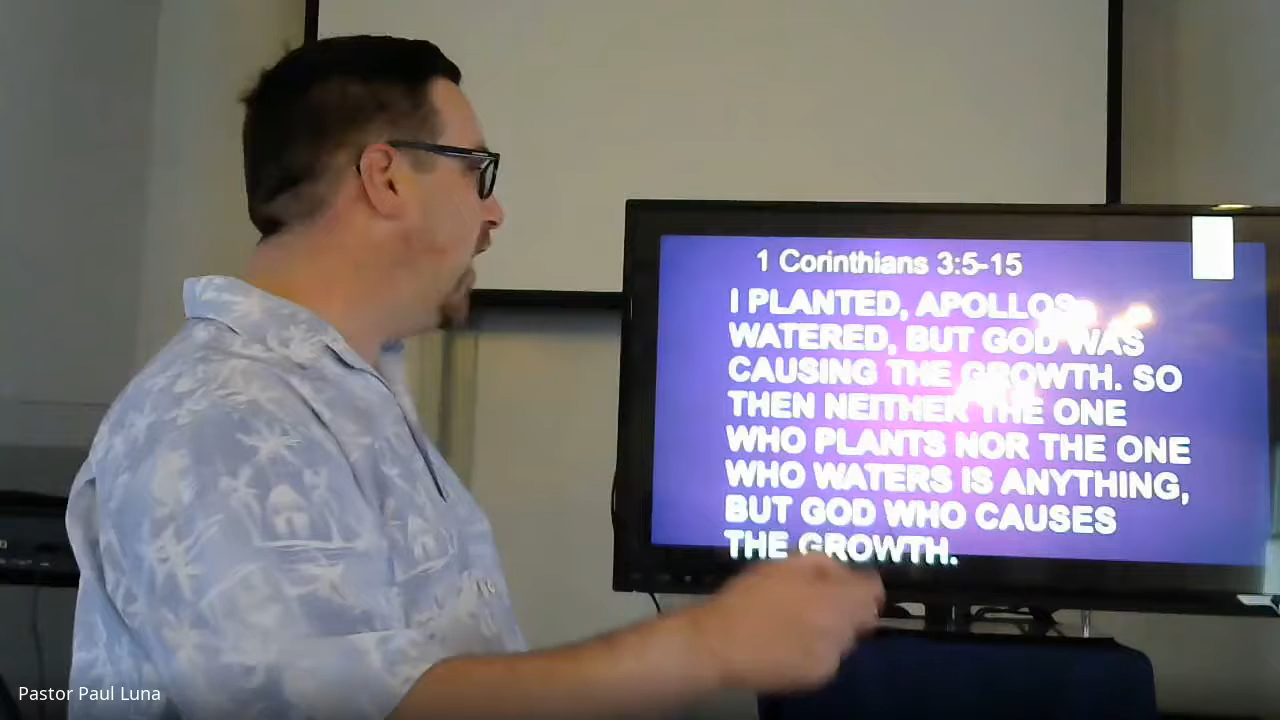 1 Corinthians 3:5-15
I PLANTED, APOLLOS
WATERED, BUT GOD WAS
CAUSING THE GROWTH. SO
THEN NEITHER THE ONE
WHO PLANTS NOR THE ONE
WHO WATERS IS ANYTHING,
BUT GOD WHO CAUSES
THE GROWTH.
Pastor Paul Luna